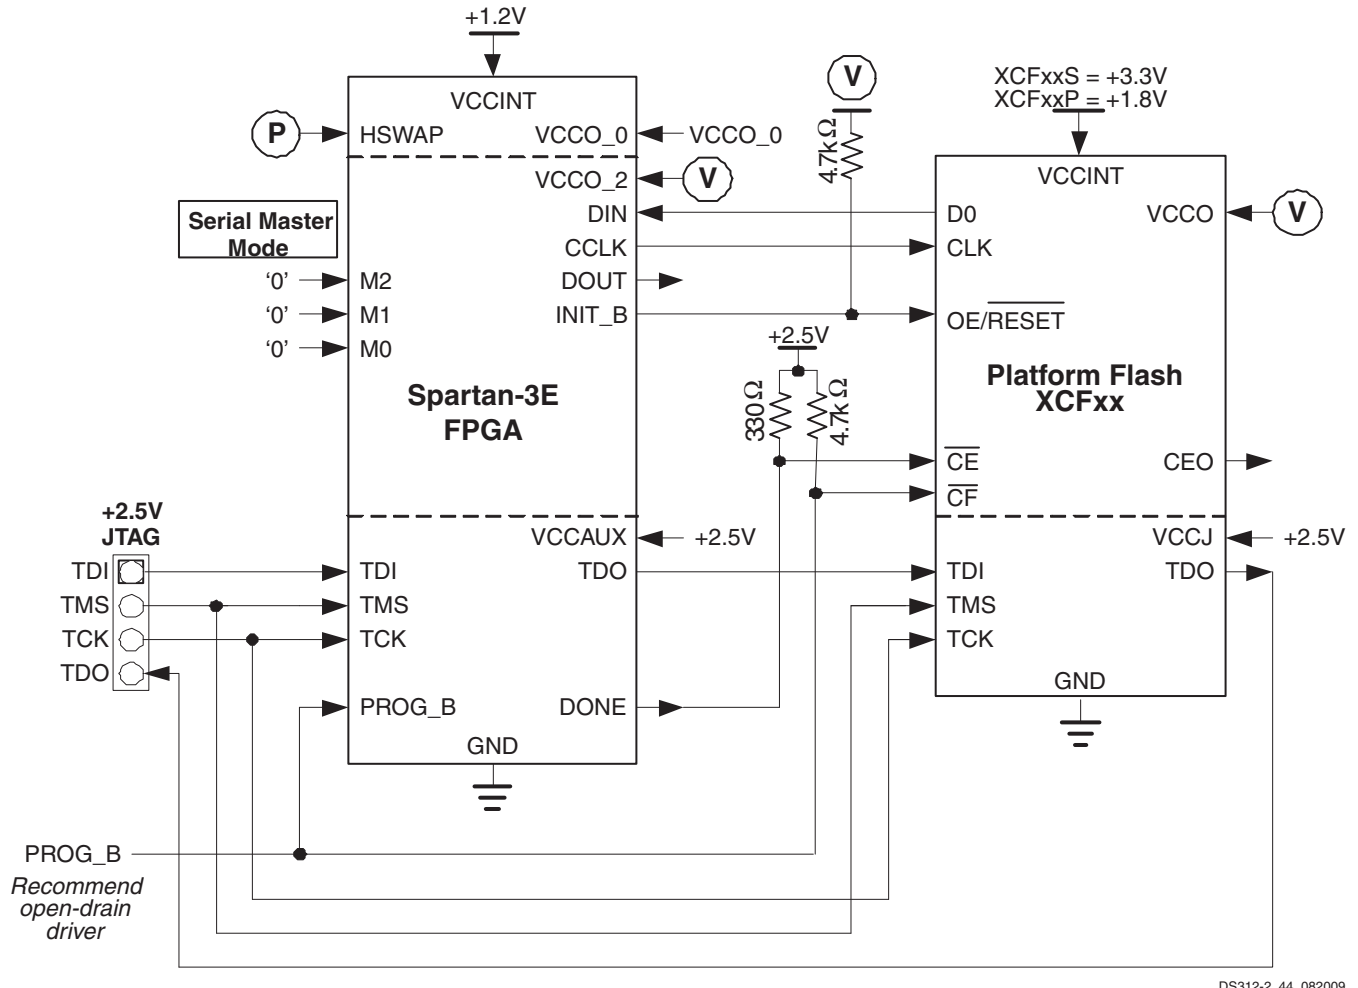 +1.2V
V
XCFxxS = +3.3V
XCFxxP = +1.8V
VCCINT
P
HSWAP
VCCO_0
VCCO_0
4.7kΩ
VCCINT
VCCO_2
V
Serial Master
Mode
DIN
D0
VCCO
V
CCLK
CLK
'0'
M2
DOUT
'0'
M1
INIT_B
OE/RESET
'0'
M0
+2.5V
Spartan-3E
FPGA
330Ω
4.7kΩ
Platform Flash
XCFxx
CE
CEO
CF
+2.5V
JTAG
VCCAUX
+2.5V
VCCJ
+2.5V
TDI
TDI
TDO
TDI
TDO
TMS
TMS
TMS
TCK
TCK
TCK
TDO
GND
PROG_B
DONE
GND
PROG_B
Recommend
open-drain
driver
DS312-2_44_082009